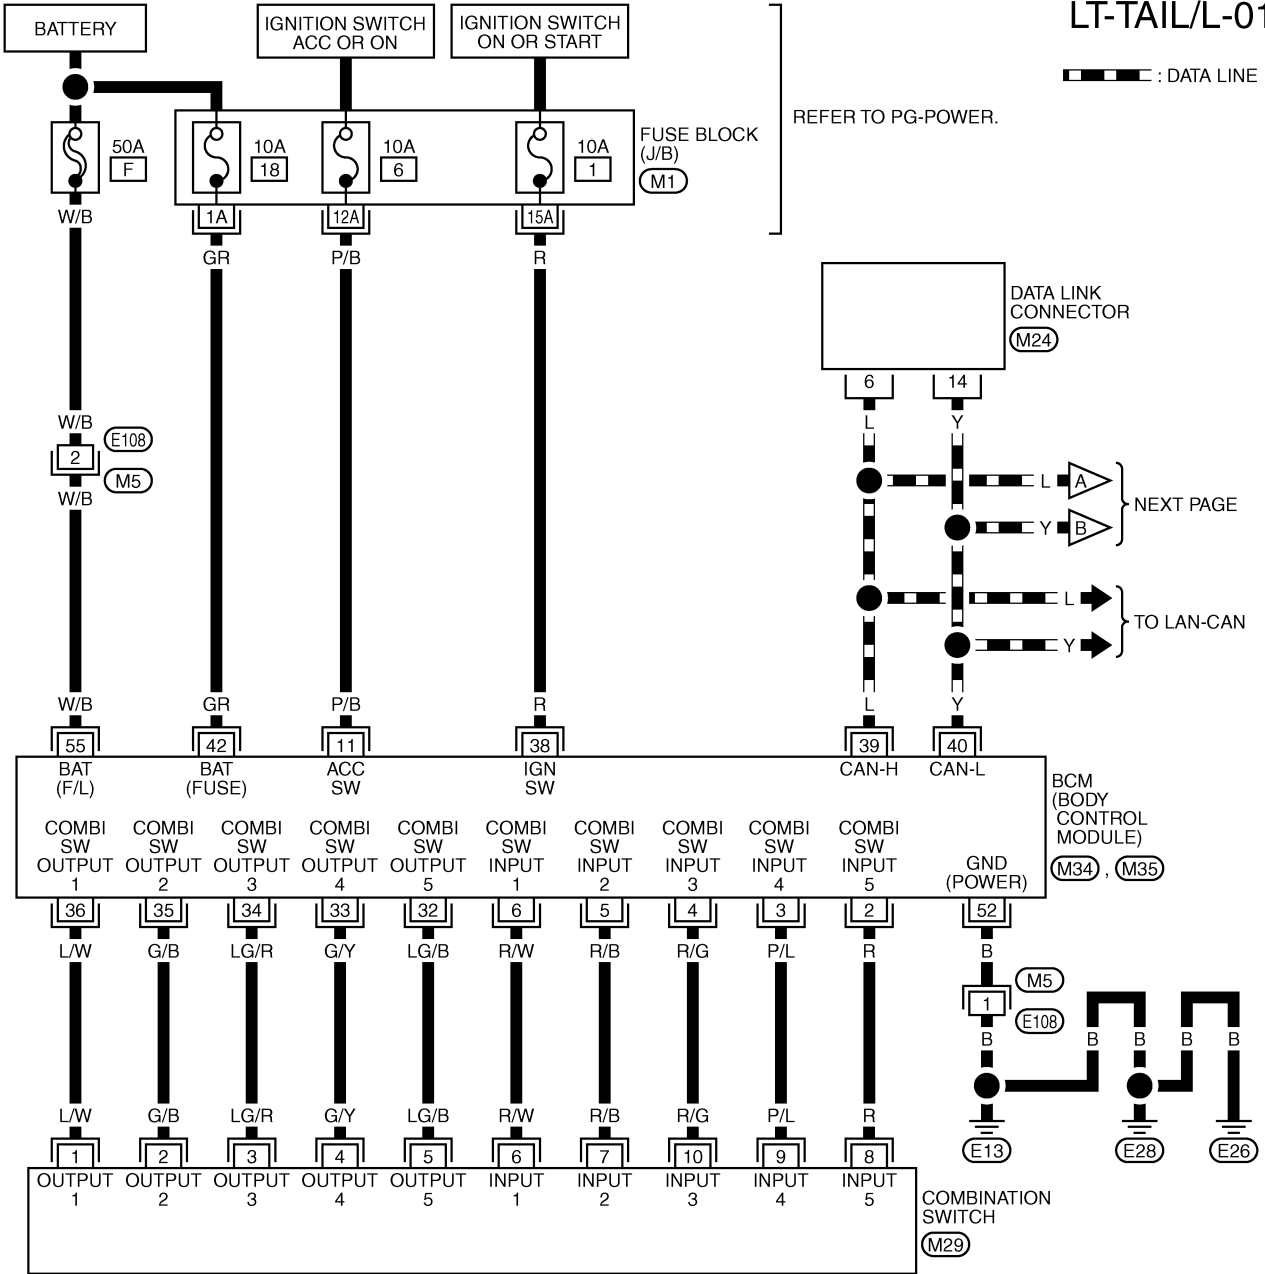 LT-TAIL/L-01
: DATA LINE
BATTERY
IGNITION SWITCH
ACC OR ON
IGNITION SWITCH
ON OR START
REFER TO PG-POWER.
50A
F
10A
18
10A
6
10A
1
FUSE BLOCK
(J/B)
M1
W/B
1A
12A
15A
GR
P/B
R
DATA LINK
CONNECTOR
M24
6
14
L
Y
W/B
E108
2
M5
W/B
L
A
Y
B
NEXT PAGE
L
Y
TO LAN-CAN
W/B
GR
P/B
R
L
Y
55
42
11
38
39
40
BAT
(F/L)
BAT
(FUSE)
ACC
SW
IGN
SW
CAN-H
CAN-L
BCM
(BODY
CONTROL
MODULE)
M34 , M35
COMBI
SW
OUTPUT
1
COMBI
SW
OUTPUT
2
COMBI
SW
OUTPUT
3
COMBI
SW
OUTPUT
4
COMBI
SW
OUTPUT
5
COMBI
SW
INPUT
1
COMBI
SW
INPUT
2
COMBI
SW
INPUT
3
COMBI
SW
INPUT
4
COMBI
SW
INPUT
5
GND
(POWER)
36
35
34
33
32
6
5
4
3
2
52
L/W
G/B
LG/R
G/Y
LG/B
R/W
R/B
R/G
P/L
R
B
M5
1
E108
B
B
B
B
B
L/W
G/B
LG/R
G/Y
LG/B
R/W
R/B
R/G
P/L
R
E13
E28
E26
1
2
3
4
5
6
7
10
9
8
OUTPUT
1
OUTPUT
2
OUTPUT
3
OUTPUT
4
OUTPUT
5
INPUT
1
INPUT
2
INPUT
3
INPUT
4
INPUT
5
COMBINATION
SWITCH
M29